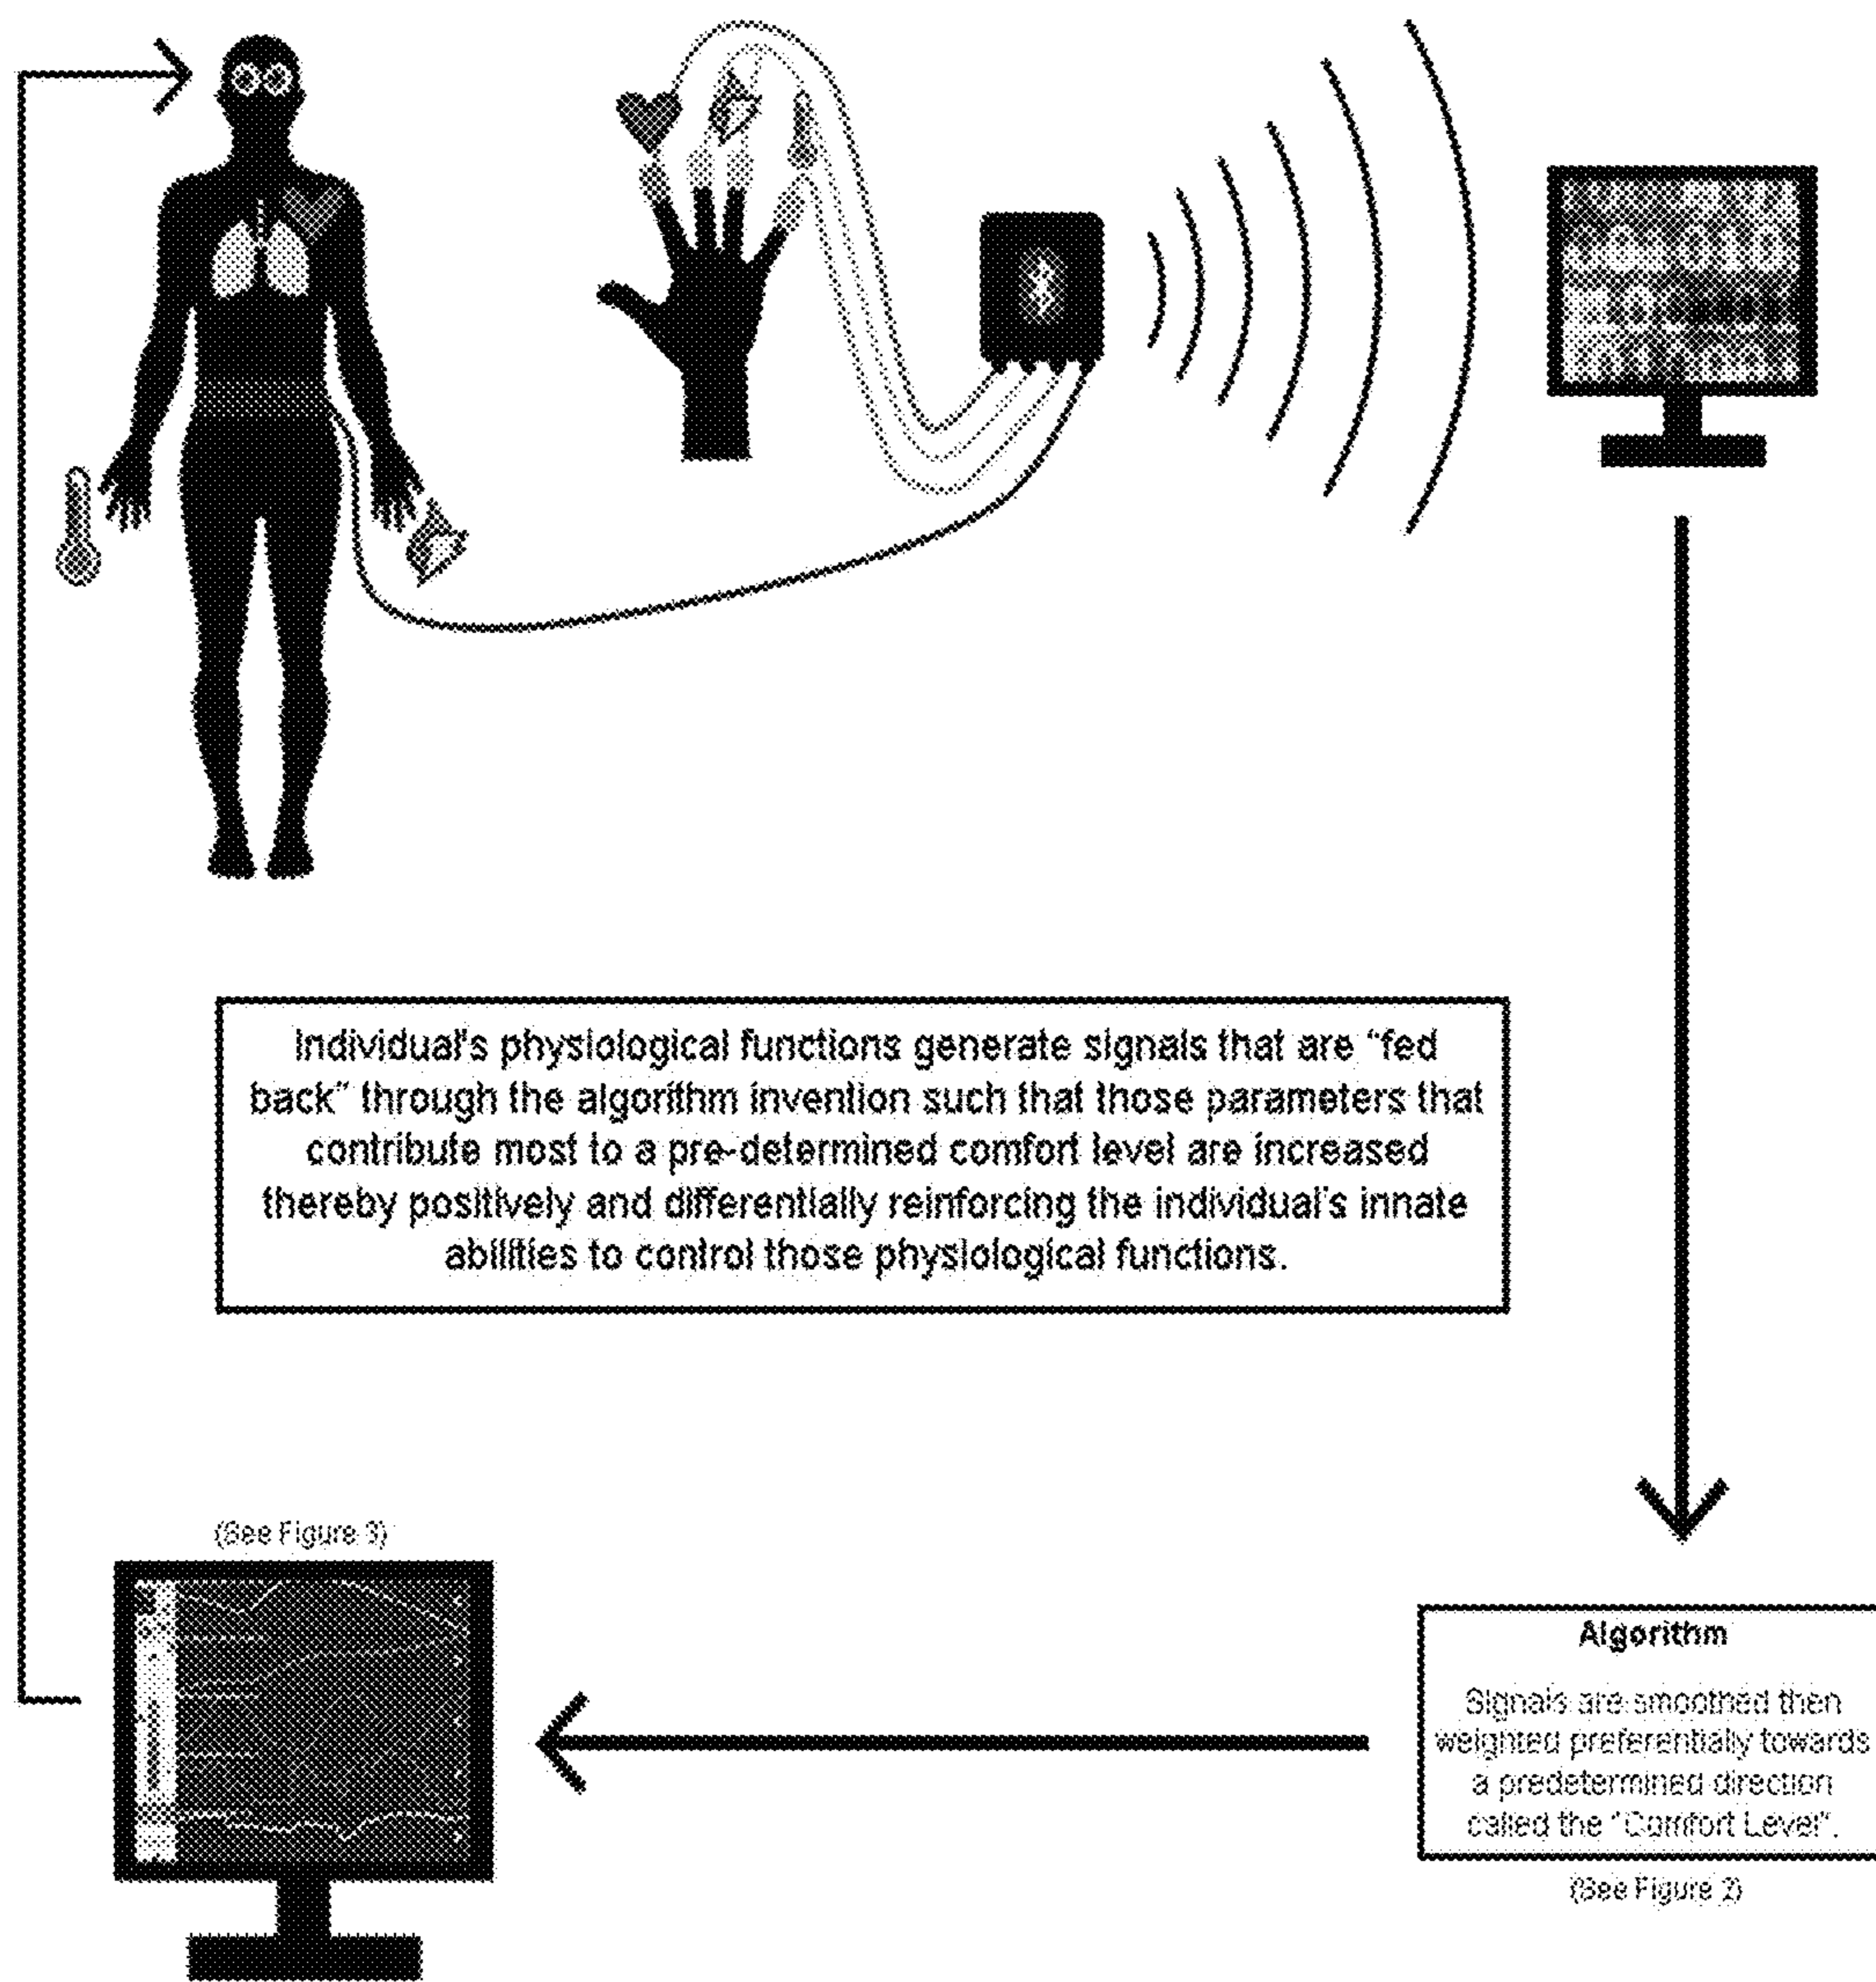 Individual's physiological functions generate signals that are "fed
back" through the algorithm invention such that those parameters that
contribute most to a pre-determined comfort level are increased
thereby positively and differentially reinforcing the individual's innate
abilities to control those physiological functions.
(See Figure 3)
Algorithm
Signals are smoothed then
weighted preferentially towards
a predetermined direction
called the "Comfort Level".
(See Figure 2)